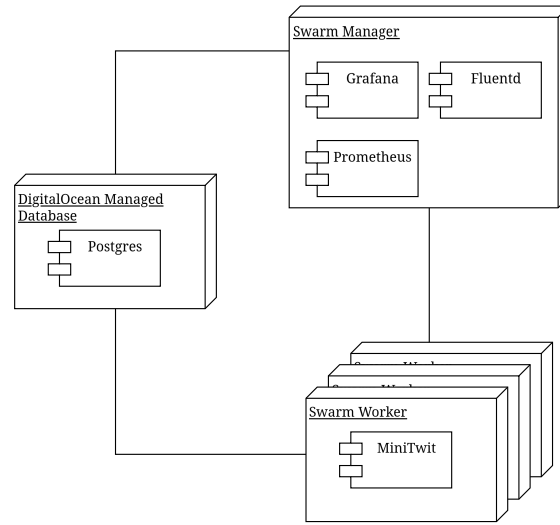 Swarm Manager
Grafana
Fluentd
Prometheus
DigitalOcean Managed
Database
Postgres
Swarm Worker
MiniTwit